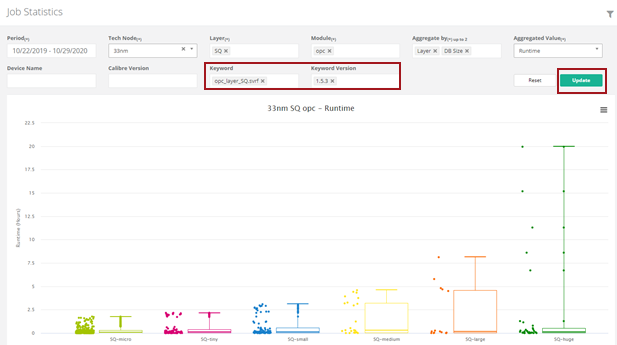 Job Statistics
Period[*] Tech Node[*] Layer[*] Module[*] Aggregate by[*] up to 2 Aggregated Value[*]
10/22/2019 - 10/29/2020 33nm × SQ × opc × Layer × DB Size × Runtime
Device Name Calibre Version Keyword Keyword Version
opc_layer_SQ.svrf × 1.5.3 × Reset Update
33nm SQ opc - Runtime
22.5
20
17.5
15
12.5
10
7.5
5
2.5
0
Runtime (Hours)
SQ-micro SQ-tiny SQ-small SQ-medium SQ-large SQ-huge